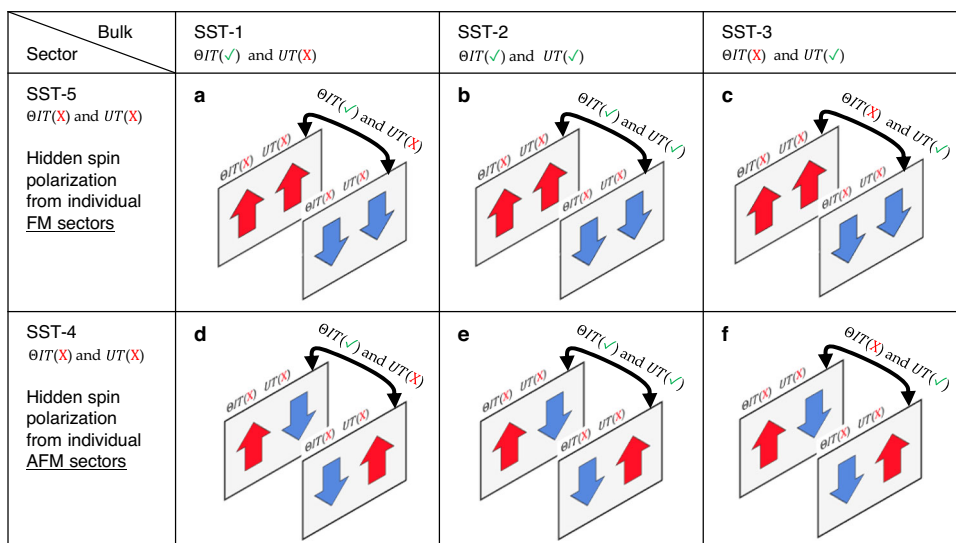 Bulk
Sector
SST-1
ΘIT(✓) and UT(X)
SST-2
ΘIT(✓) and UT(✓)
SST-3
ΘIT(X) and UT(✓)
SST-5
ΘIT(X) and UT(X)
Hidden spin
polarization
from individual
FM sectors
a
ΘIT(✓) and UT(X)
ΘIT(X) UT(X)
ΘIT(X) UT(X)
b
ΘIT(✓) and UT(✓)
ΘIT(X) UT(X)
ΘIT(X) UT(X)
c
ΘIT(X) and UT(✓)
ΘIT(X) UT(X)
ΘIT(X) UT(X)
SST-4
ΘIT(X) and UT(X)
Hidden spin
polarization
from individual
AFM sectors
d
ΘIT(✓) and UT(X)
ΘIT(X) UT(X)
ΘIT(X) UT(X)
e
ΘIT(✓) and UT(✓)
ΘIT(X) UT(X)
ΘIT(X) UT(X)
f
ΘIT(X) and UT(✓)
ΘIT(X) UT(X)
ΘIT(X) UT(X)